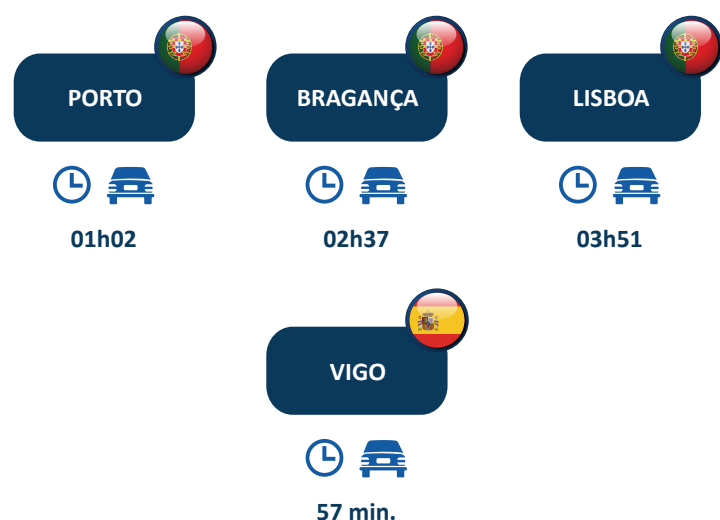 PORTO
BRAGANÇA
LISBOA
01h02
02h37
03h51
VIGO
57 min.